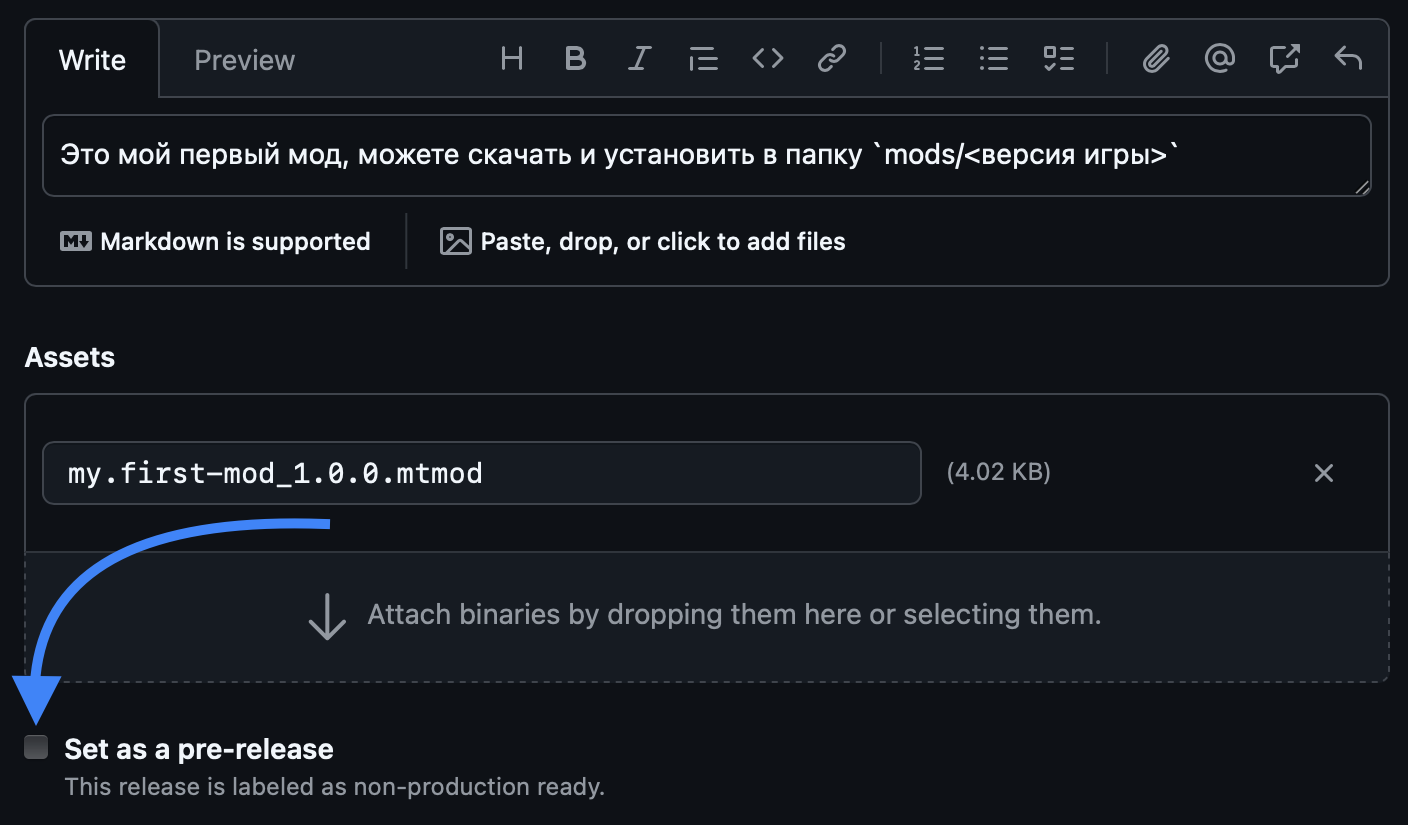 Write Preview
Это мой первый мод, можете скачать и установить в папку `mods/<версия игры>`
Markdown is supported Paste, drop, or click to add files
Assets
my.first-mod_1.0.0.mtmod (4.02 KB)
Attach binaries by dropping them here or selecting them.
Set as a pre-release
This release is labeled as non-production ready.